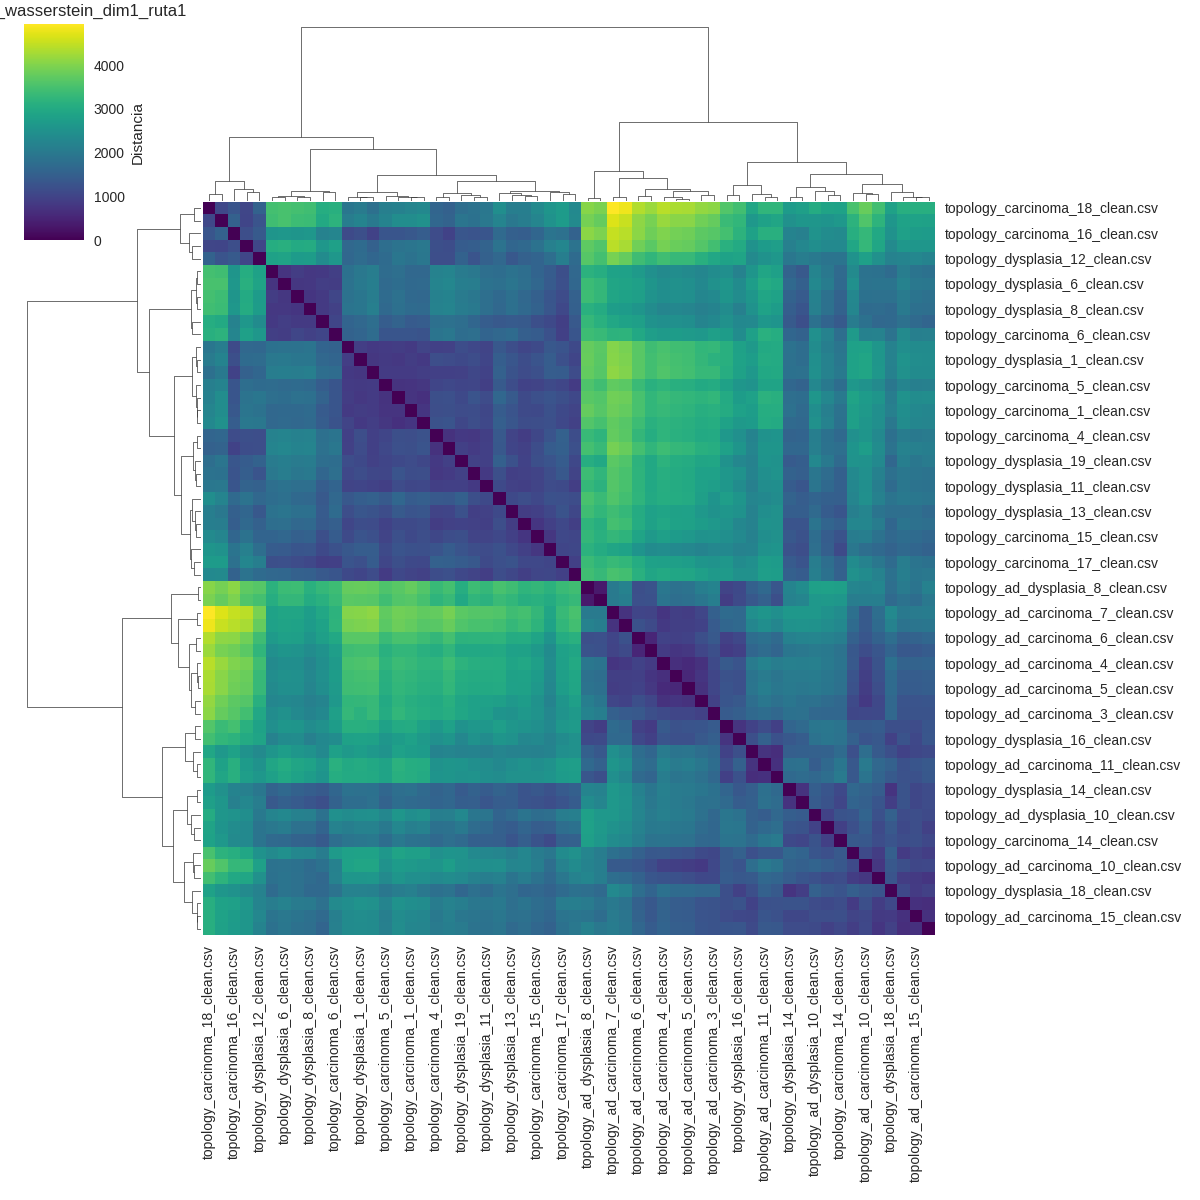 _wasserstein_dim1_ruta1
4000
3000
2000
1000
0
Distancia
topology_carcinoma_18_clean.csv
topology_carcinoma_16_clean.csv
topology_dysplasia_12_clean.csv
topology_dysplasia_6_clean.csv
topology_dysplasia_8_clean.csv
topology_carcinoma_6_clean.csv
topology_dysplasia_1_clean.csv
topology_carcinoma_5_clean.csv
topology_carcinoma_1_clean.csv
topology_carcinoma_4_clean.csv
topology_dysplasia_19_clean.csv
topology_dysplasia_11_clean.csv
topology_dysplasia_13_clean.csv
topology_carcinoma_15_clean.csv
topology_carcinoma_17_clean.csv
topology_ad_dysplasia_8_clean.csv
topology_ad_carcinoma_7_clean.csv
topology_ad_carcinoma_6_clean.csv
topology_ad_carcinoma_4_clean.csv
topology_ad_carcinoma_5_clean.csv
topology_ad_carcinoma_3_clean.csv
topology_dysplasia_16_clean.csv
topology_ad_carcinoma_11_clean.csv
topology_dysplasia_14_clean.csv
topology_ad_dysplasia_10_clean.csv
topology_carcinoma_14_clean.csv
topology_ad_carcinoma_10_clean.csv
topology_dysplasia_18_clean.csv
topology_ad_carcinoma_15_clean.csv
topology_carcinoma_18_clean.csv
topology_carcinoma_16_clean.csv
topology_dysplasia_12_clean.csv
topology_dysplasia_6_clean.csv
topology_dysplasia_8_clean.csv
topology_carcinoma_6_clean.csv
topology_dysplasia_1_clean.csv
topology_carcinoma_5_clean.csv
topology_carcinoma_1_clean.csv
topology_carcinoma_4_clean.csv
topology_dysplasia_19_clean.csv
topology_dysplasia_11_clean.csv
topology_dysplasia_13_clean.csv
topology_carcinoma_15_clean.csv
topology_carcinoma_17_clean.csv
topology_ad_dysplasia_8_clean.csv
topology_ad_carcinoma_7_clean.csv
topology_ad_carcinoma_6_clean.csv
topology_ad_carcinoma_4_clean.csv
topology_ad_carcinoma_5_clean.csv
topology_ad_carcinoma_3_clean.csv
topology_dysplasia_16_clean.csv
topology_ad_carcinoma_11_clean.csv
topology_dysplasia_14_clean.csv
topology_ad_dysplasia_10_clean.csv
topology_carcinoma_14_clean.csv
topology_ad_carcinoma_10_clean.csv
topology_dysplasia_18_clean.csv
topology_ad_carcinoma_15_clean.csv